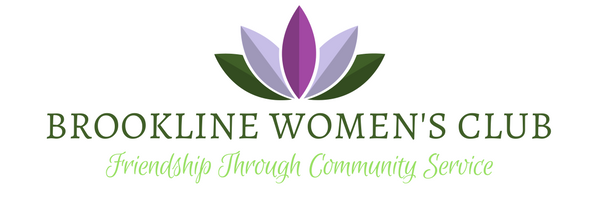 BROOKLINE WOMEN'S CLUB
Friendship Through Community Service